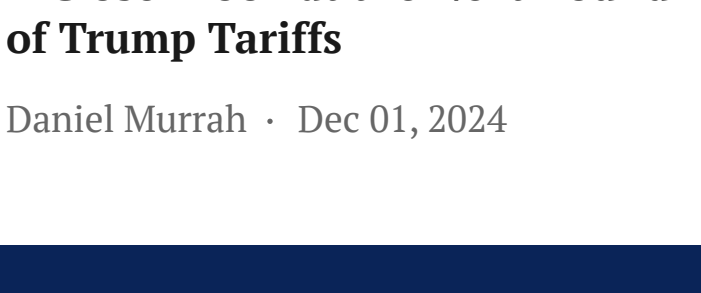 of Trump Tariffs
Daniel Murrah · Dec 01, 2024